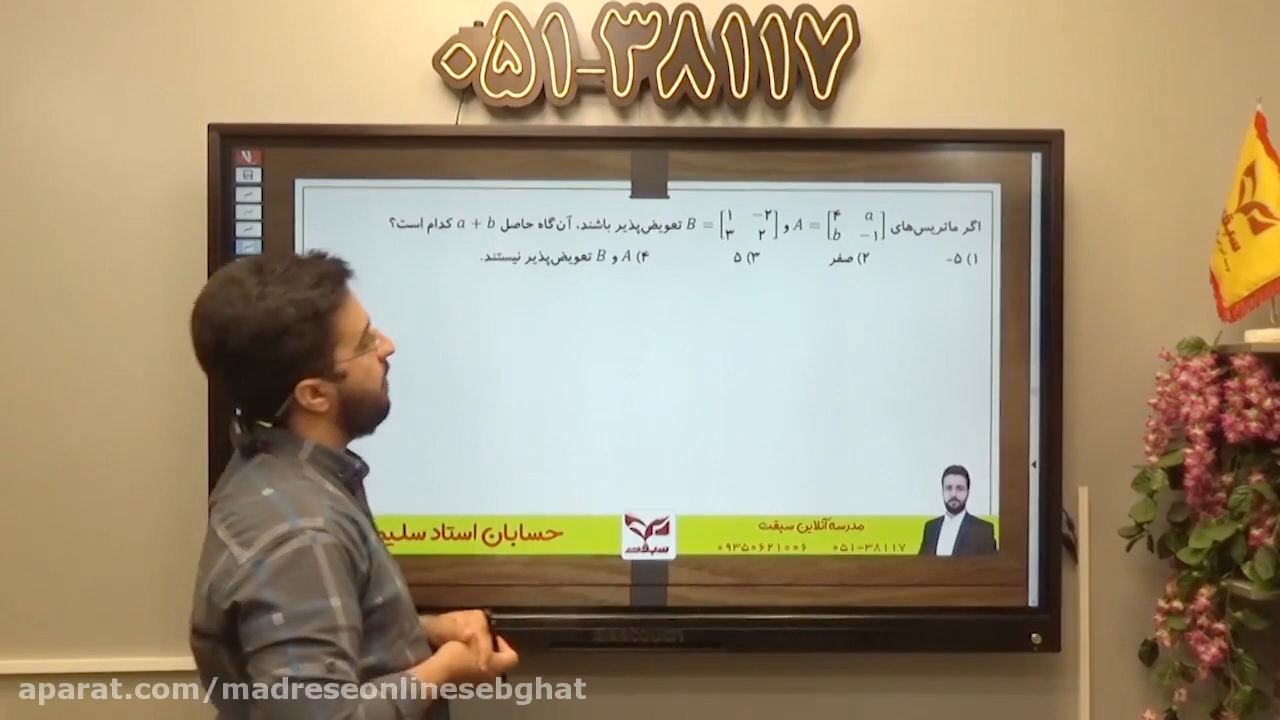 ۰۵۱-۳۸۱۱۷
اگر ماتریس‌های A = [۴ a b −۱] و B = [۱ −۲ ۳ ۲] تعویض‌پذیر باشند، آن‌گاه حاصل a + b کدام است؟
۱) ۵- ۲) صفر ۳) ۵ ۴) A و B تعویض‌پذیر نیستند.
سبقت
حسابان استاد
سبقت
مدرسه آنلاین سبقت
۰۹۳۵۰۶۲۱۰۰۶ ۰۵۱-۳۸۱۱۷
aparat.com/madreseonlinesebghat